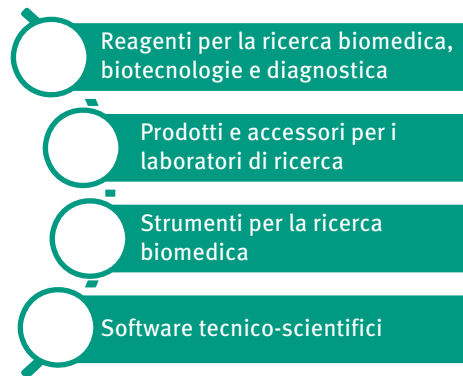 Reagenti per la ricerca biomedica,
biotecnologie e diagnostica
Prodotti e accessori per i
laboratori di ricerca
Strumenti per la ricerca
biomedica
Software tecnico-scientifici